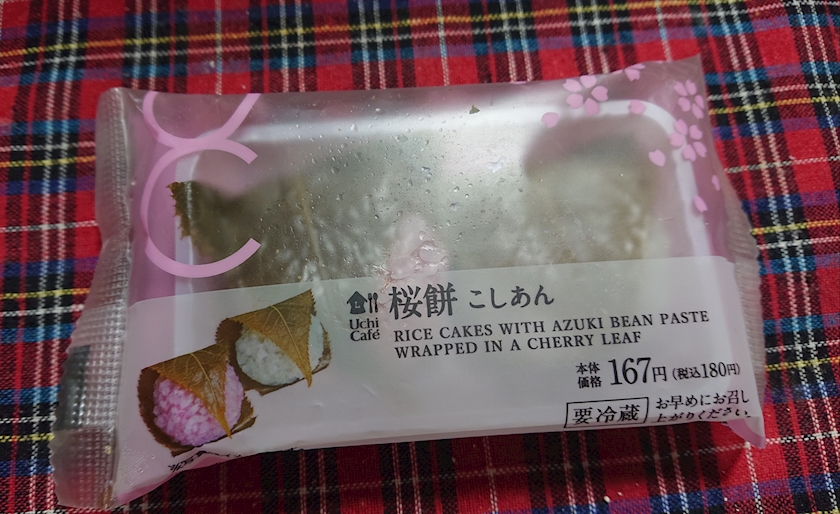 Uchi
Café
桜餅 こしあん
RICE CAKES WITH AZUKI BEAN PASTE
WRAPPED IN A CHERRY LEAF
本体
価格 167円(税込180円)
要冷蔵
お早めにお召し
上がりください